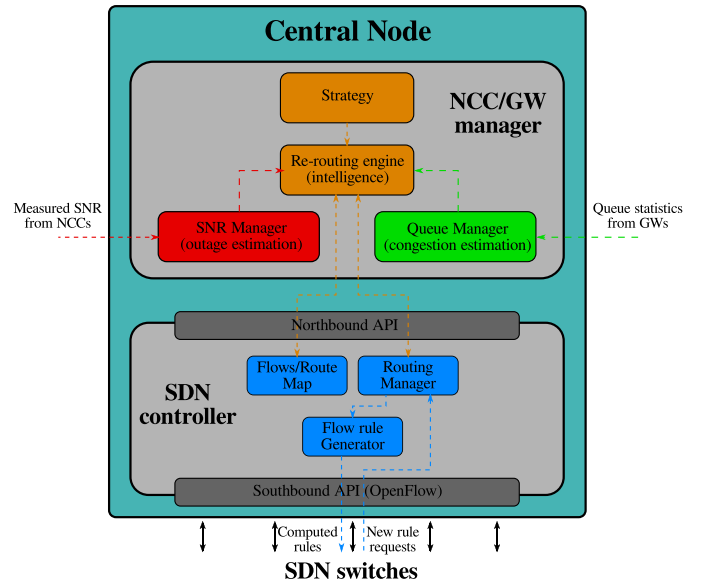 Central Node
NCC/GW
manager
Strategy
Re-routing engine
(intelligence)
Measured SNR
from NCCs
SNR Manager
(outage estimation)
Queue Manager
(congestion estimation)
Queue statistics
from GWs
Northbound API
SDN
controller
Flows/Route
Map
Routing
Manager
Flow rule
Generator
Southbound API (OpenFlow)
Computed
rules
New rule
requests
SDN switches